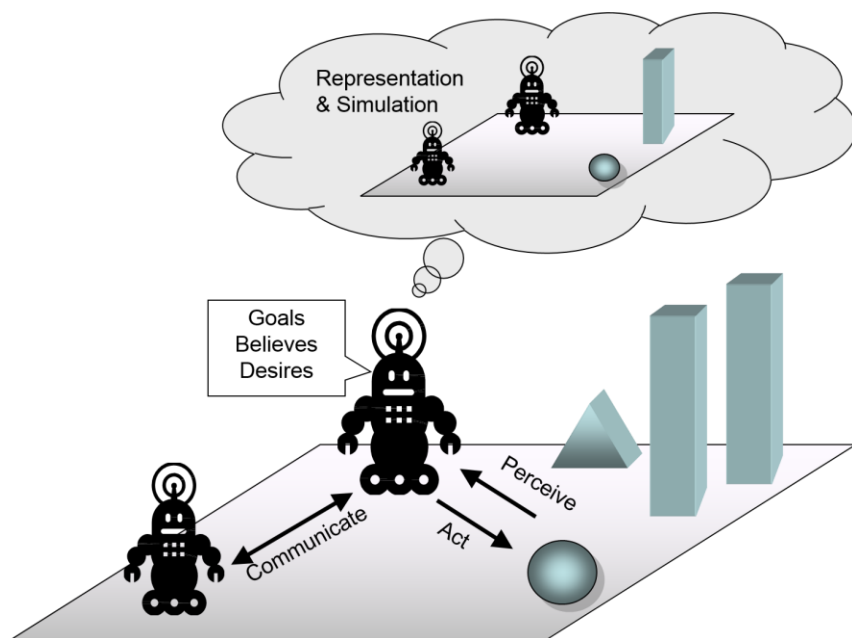 Representation
& Simulation
Goals
Believes
Desires
Perceive
Communicate
Act